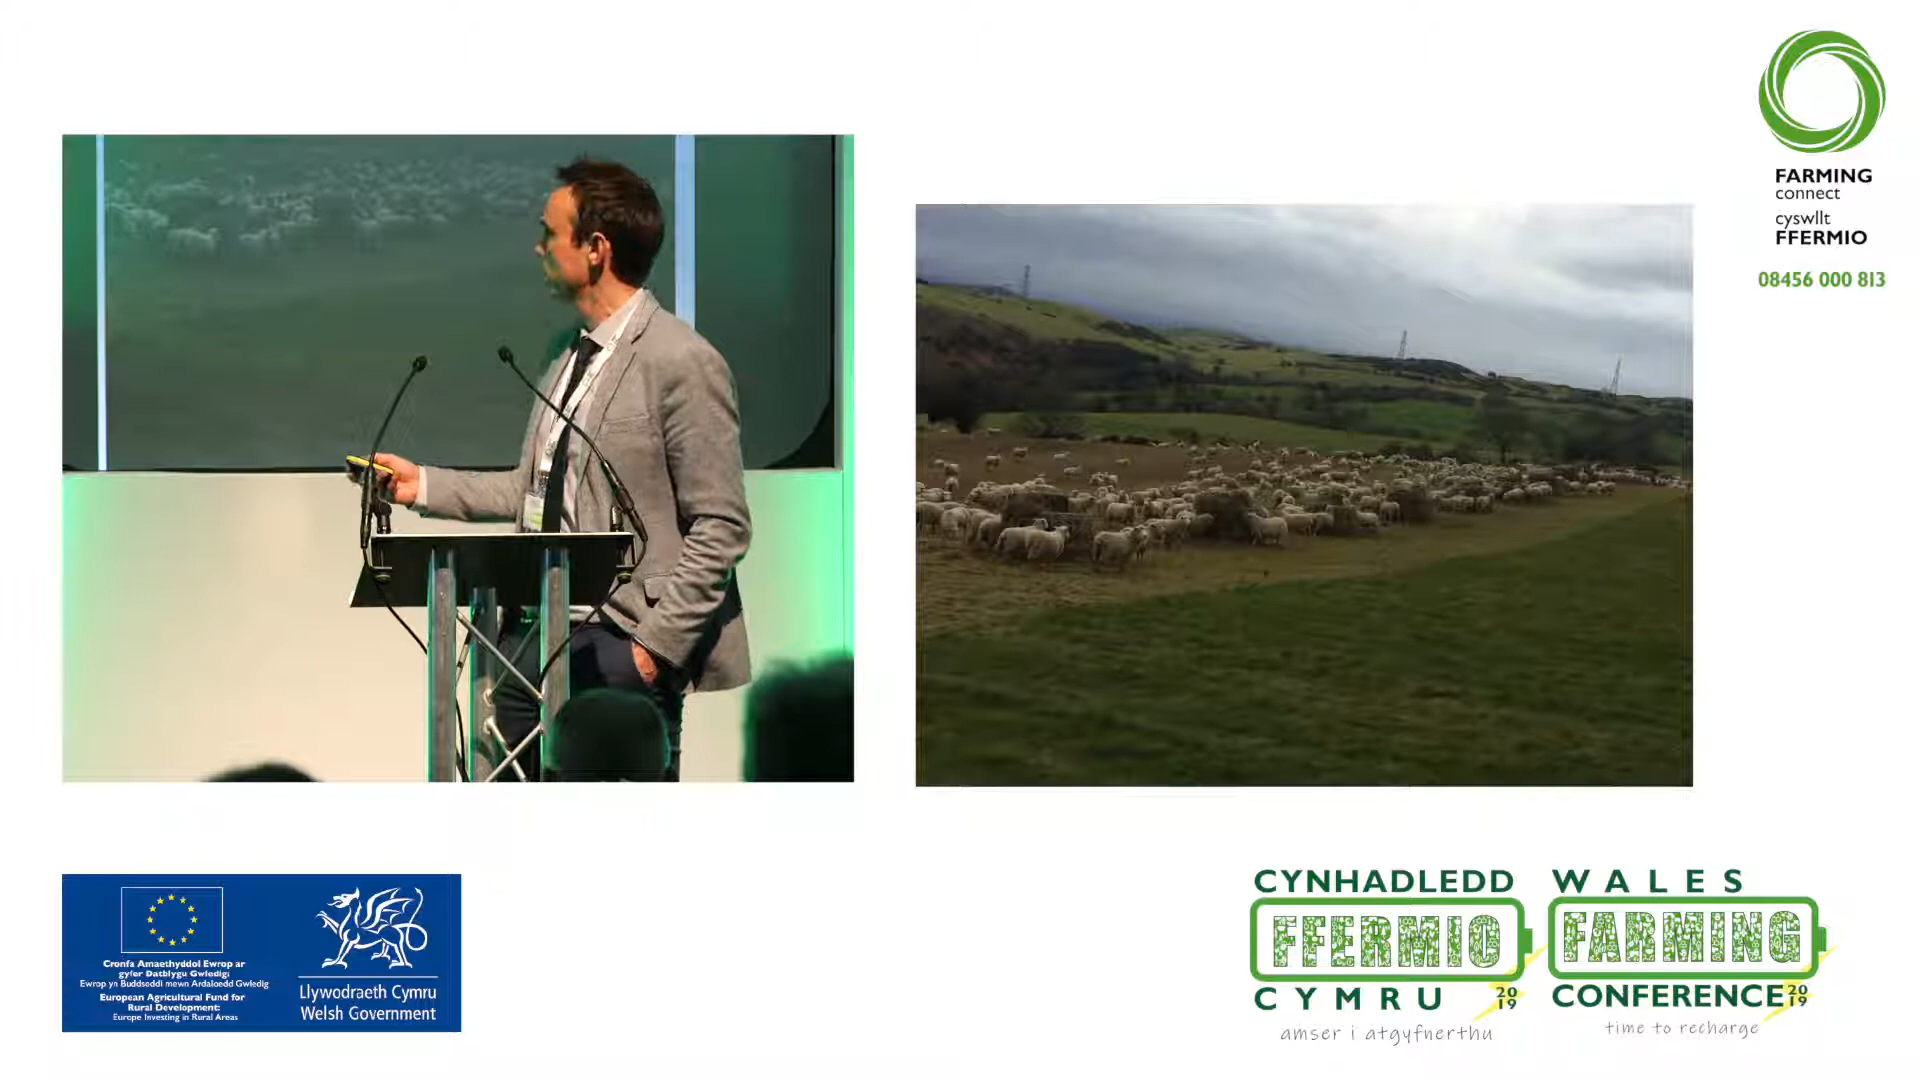 FARMING
connect
cyswllt
FFERMIO
08456 000 813
Cronfa Amaethyddol Ewrop ar
gyfer Datblygu Gwledig:
Ewrop yn Buddsoddi mewn Ardaloedd Gwledig
European Agricultural Fund for
Rural Development:
Europe Investing in Rural Areas
Llywodraeth Cymru
Welsh Government
CYNHADLEDD
FFERMIO
CYMRU 2019
amser i atgyfnerthu
WALES
FARMING
CONFERENCE 2019
time to recharge